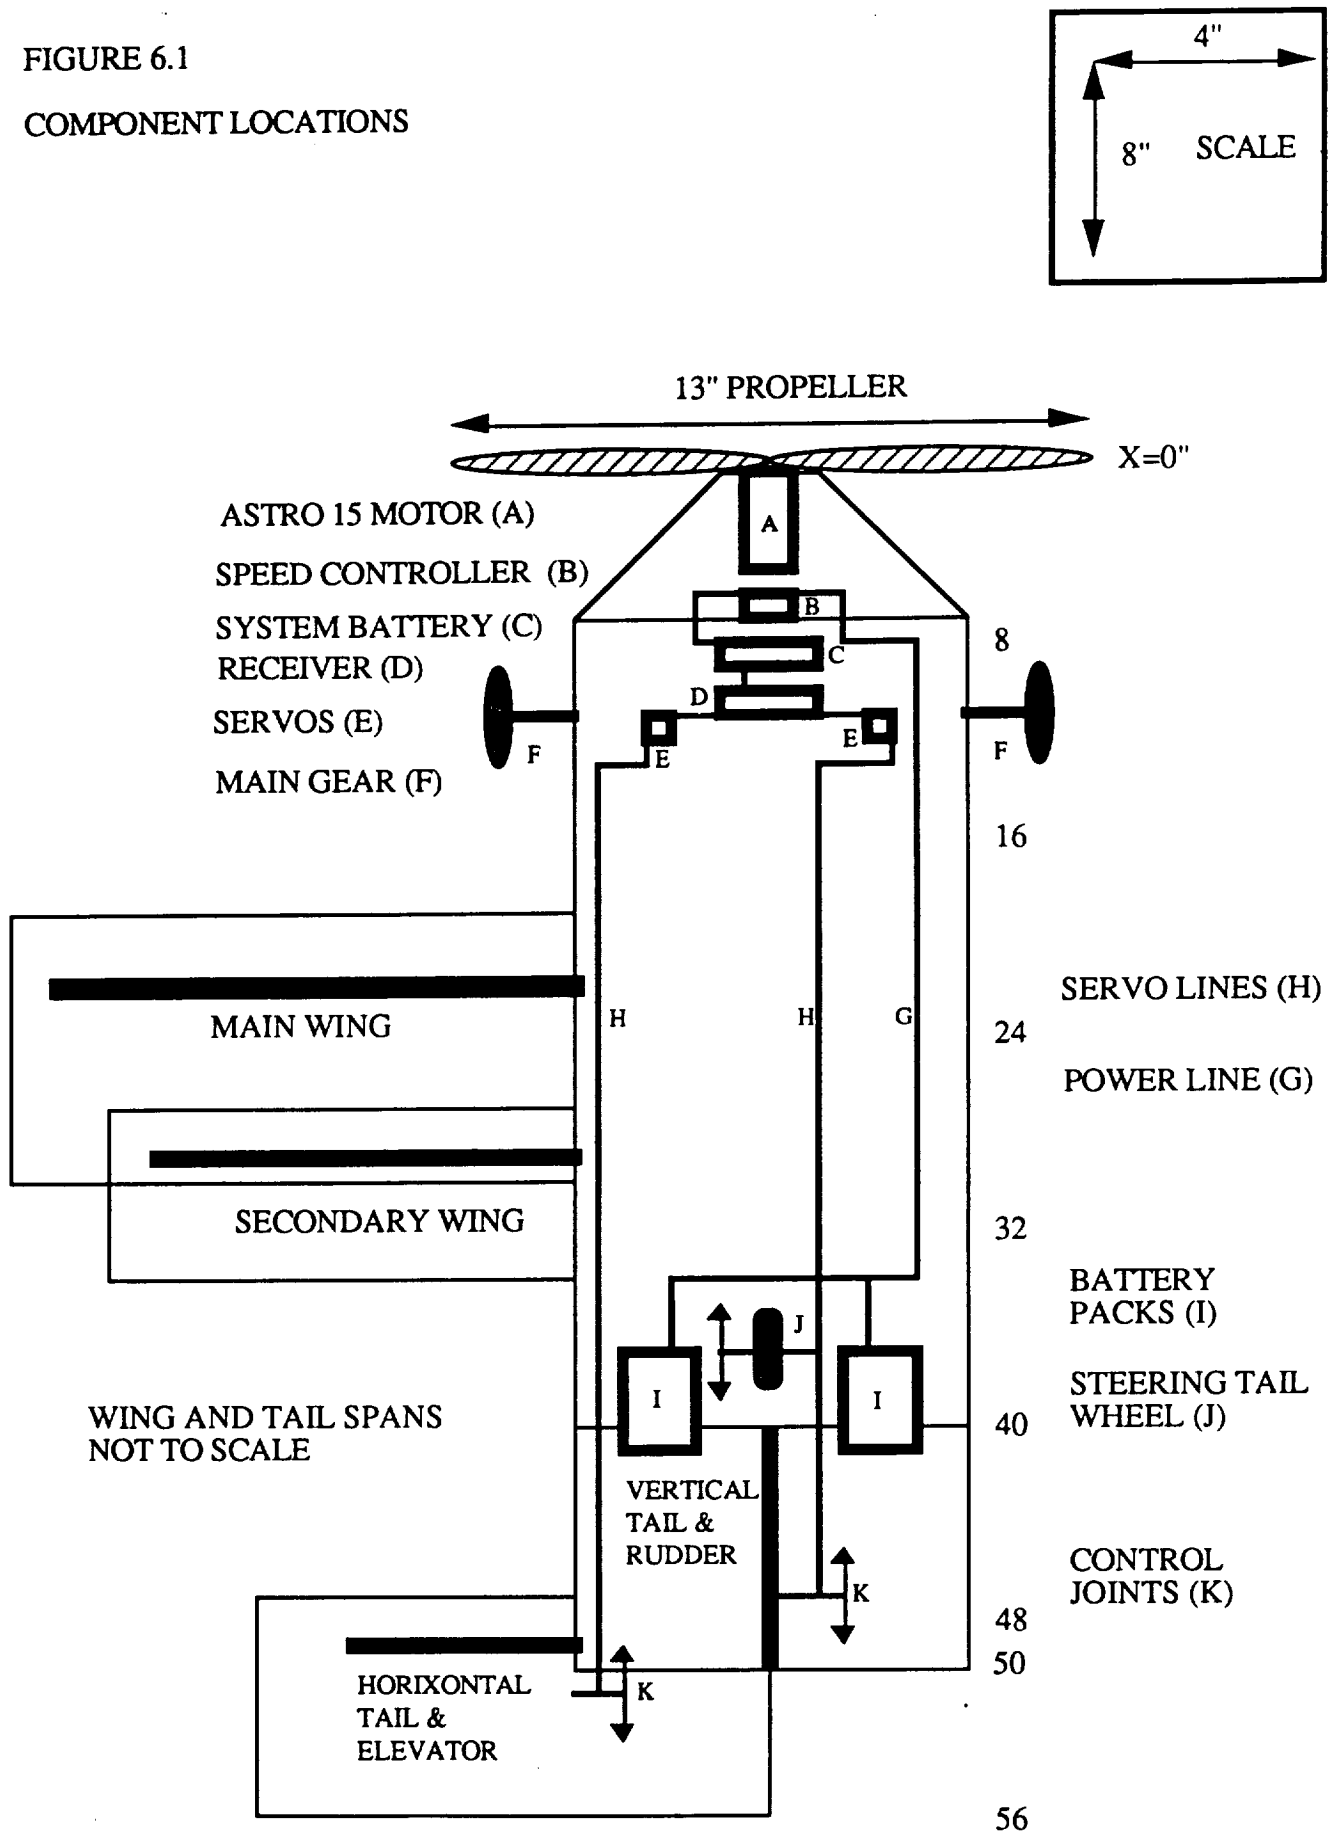 FIGURE 6.1
COMPONENT LOCATIONS
4"
8" SCALE
13" PROPELLER
X=0"
ASTRO 15 MOTOR (A)
A
SPEED CONTROLLER (B)
B
SYSTEM BATTERY (C)
8
RECEIVER (D)
C
D
SERVOS (E)
E
E
F
F
MAIN GEAR (F)
16
SERVO LINES (H)
MAIN WING
H
H
G
24
POWER LINE (G)
SECONDARY WING
32
BATTERY
PACKS (I)
J
I
I
STEERING TAIL
WHEEL (J)
WING AND TAIL SPANS
NOT TO SCALE
40
VERTICAL
TAIL &
RUDDER
CONTROL
JOINTS (K)
K
48
50
K
HORIXONTAL
TAIL &
ELEVATOR
56